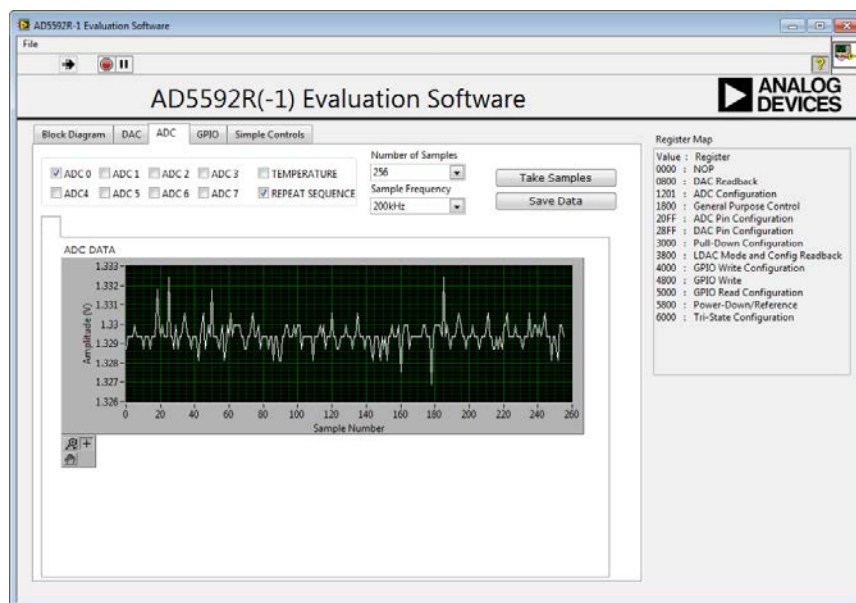 AD5592R-1 Evaluation Software
File
AD5592R(-1) Evaluation Software
ANALOG
DEVICES
Block Diagram DAC ADC GPIO Simple Controls
ADC 0 ADC 1 ADC 2 ADC 3 TEMPERATURE
ADC4 ADC 5 ADC 6 ADC 7 REPEAT SEQUENCE
Number of Samples
256
Sample Frequency
200kHz
Take Samples
Save Data
ADC DATA
Amplitude (V)
1.333
1.332
1.331
1.33
1.329
1.328
1.327
1.326
0 20 40 60 80 100 120 140 160 180 200 220 240 260
Sample Number
Register Map
Value : Register
0000 : NOP
0800 : DAC Readback
1201 : ADC Configuration
1800 : General Purpose Control
20FF : ADC Pin Configuration
28FF : DAC Pin Configuration
3000 : Pull-Down Configuration
3800 : LDAC Mode and Config Readback
4000 : GPIO Write Configuration
4800 : GPIO Write
5000 : GPIO Read Configuration
5800 : Power-Down/Reference
6000 : Tri-State Configuration